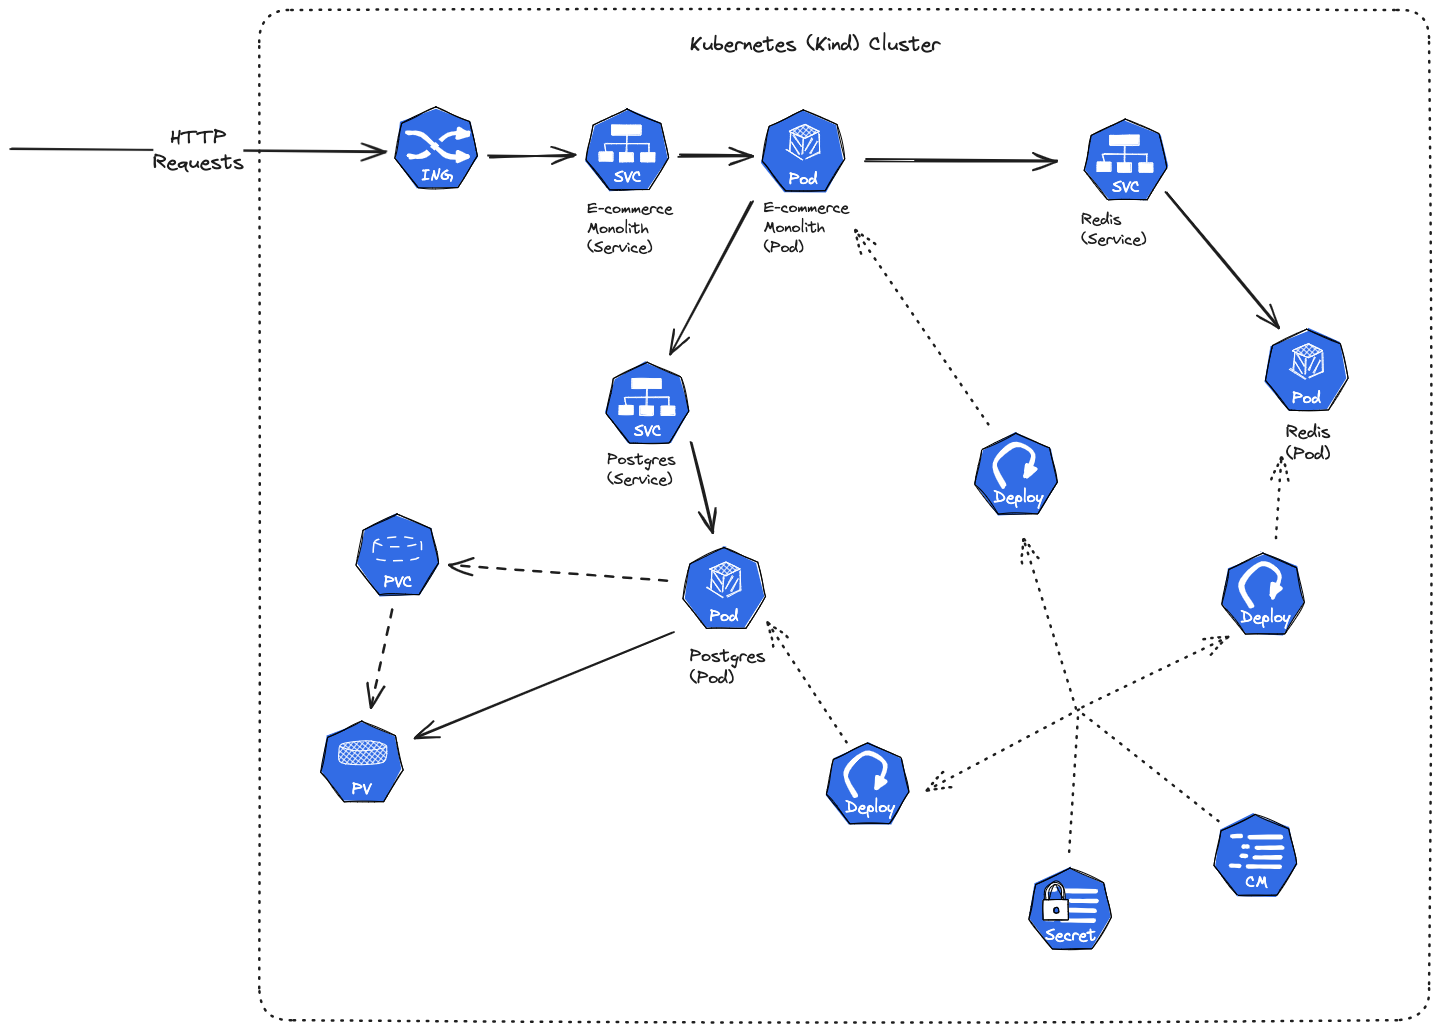 Kubernetes (Kind) Cluster
HTTP
Requests
ING
SVC
E-commerce
Monolith
(Service)
Pod
E-commerce
Monolith
(Pod)
SVC
Redis
(Service)
Pod
Redis
(Pod)
SVC
Postgres
(Service)
Deploy
PVC
Pod
Postgres
(Pod)
Deploy
PV
Deploy
CM
Secret